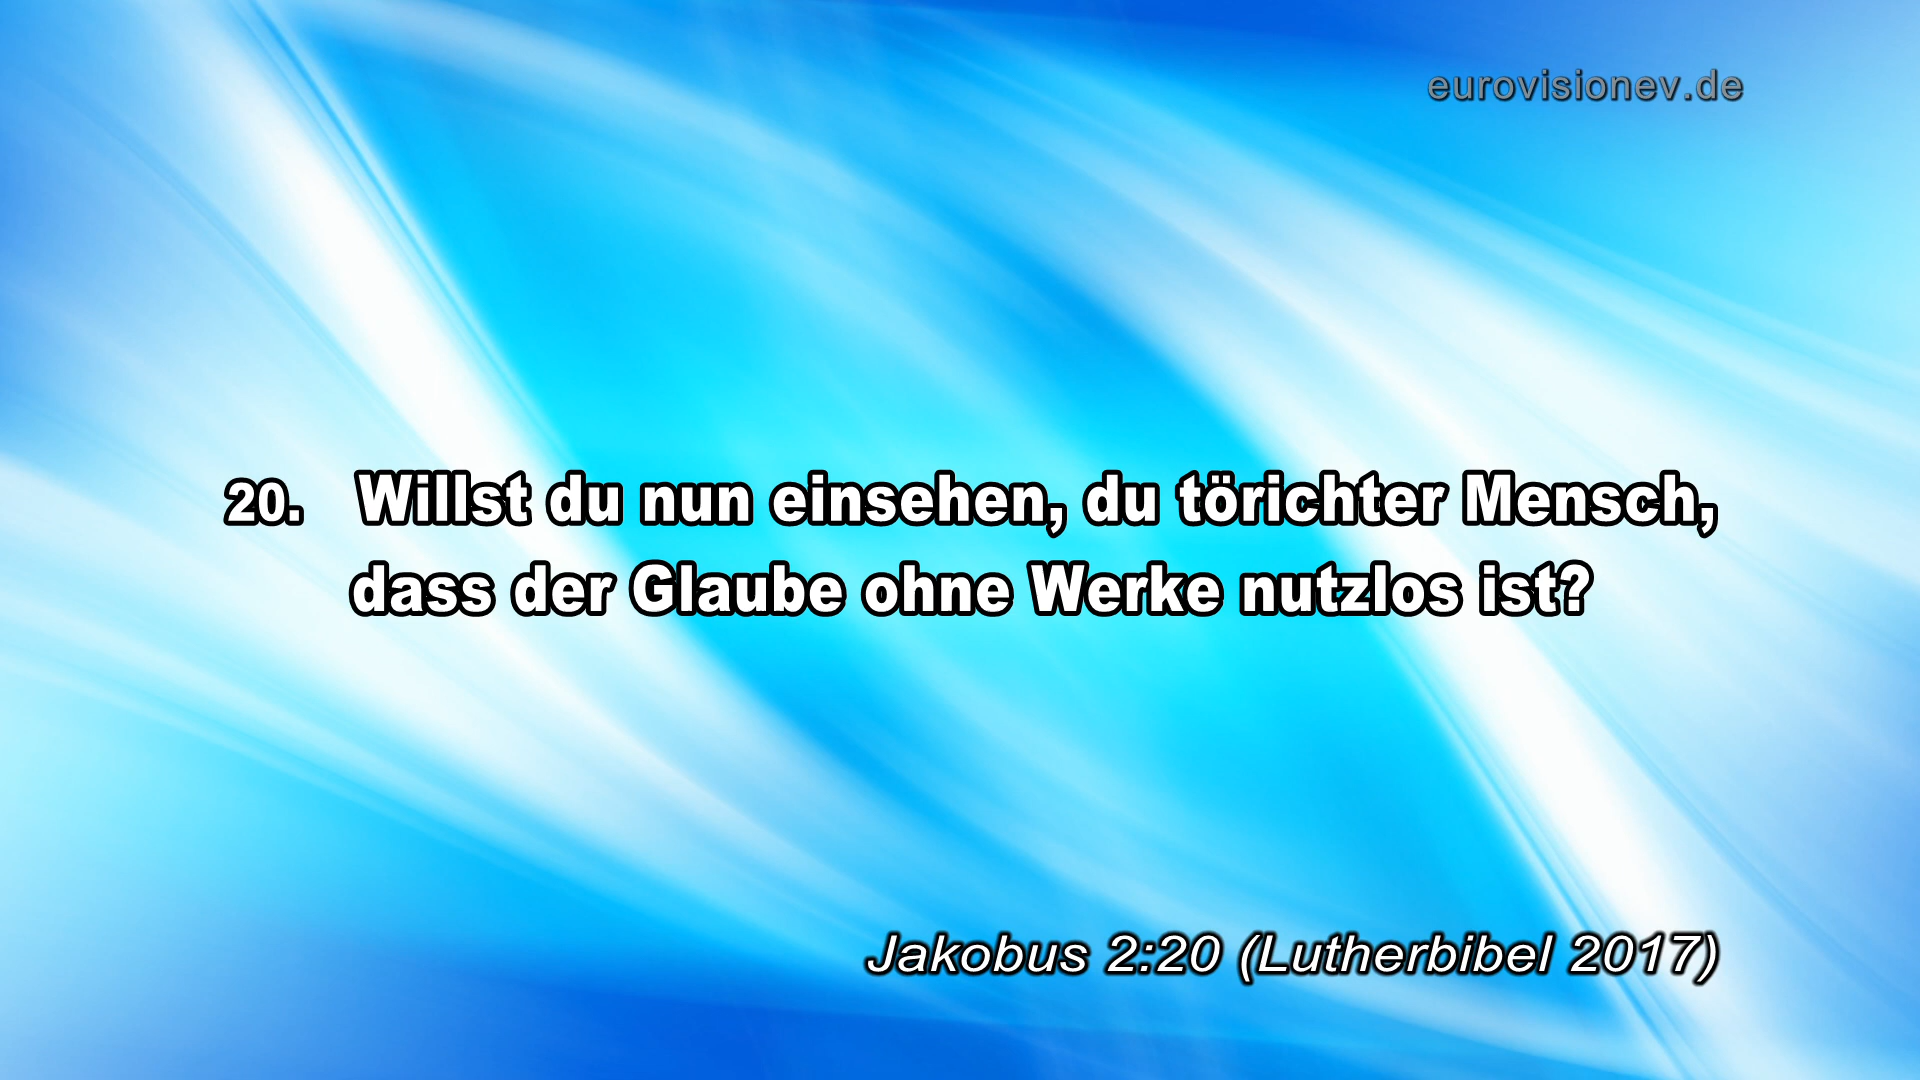 eurovisionev.de
20. Willst du nun einsehen, du törichter Mensch,
dass der Glaube ohne Werke nutzlos ist?
Jakobus 2:20 (Lutherbibel 2017)